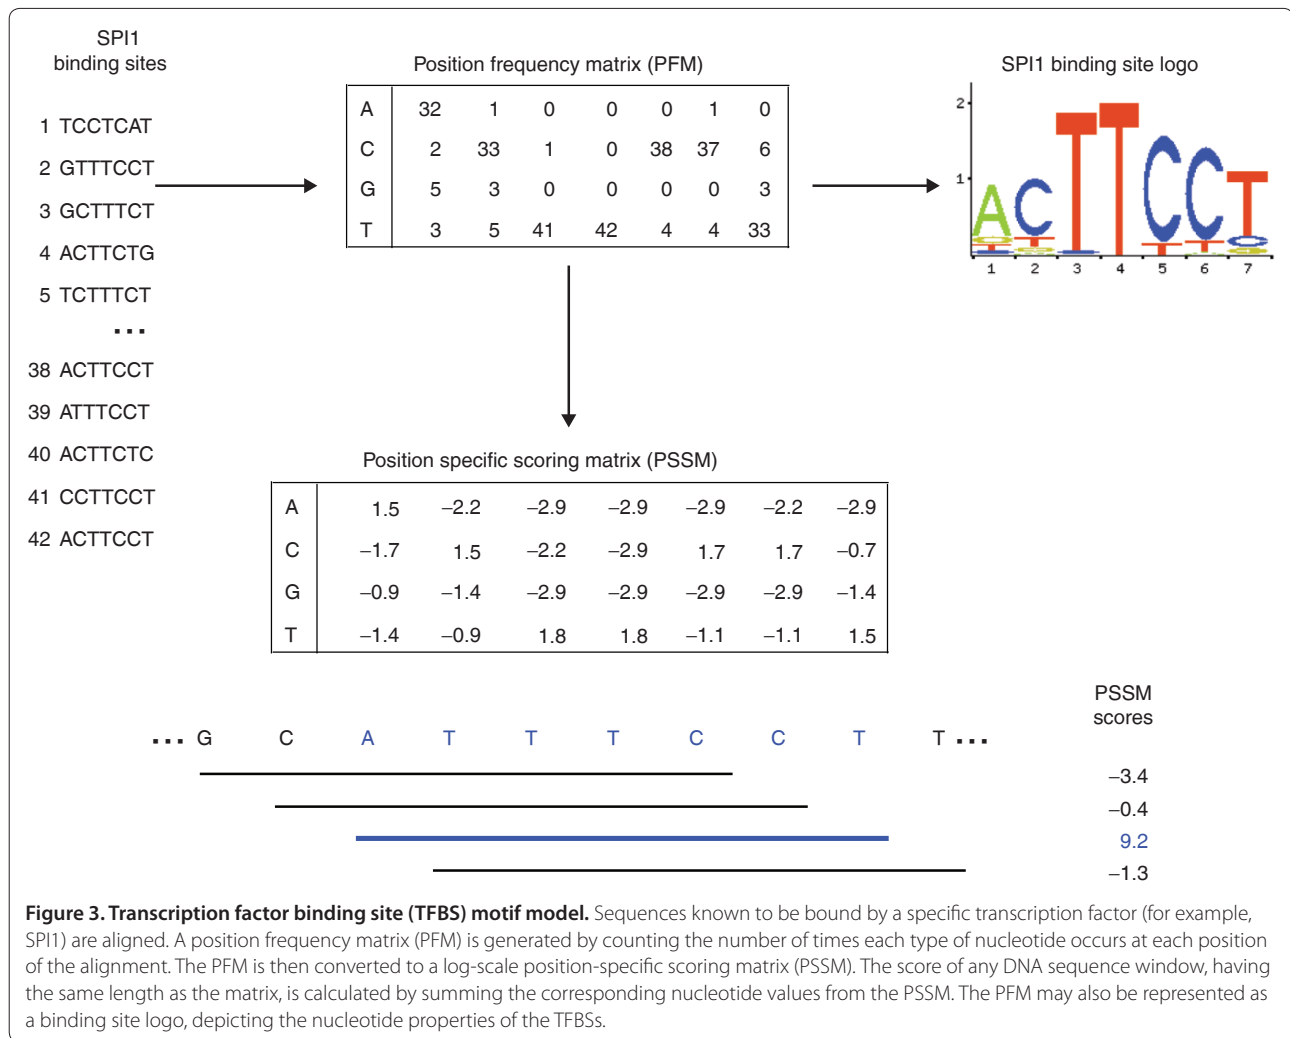 SPI1
binding sites
1 TCCTCAT
2 GTTTCCT
3 GCTTTCT
4 ACTTCTG
5 TCTTTCT
...
38 ACTTCCT
39 ATTTCCT
40 ACTTCTC
41 CCTTCCT
42 ACTTCCT
Position frequency matrix (PFM)
A 32 1 0 0 0 1 0
C 2 33 1 0 38 37 6
G 5 3 0 0 0 0 3
T 3 5 41 42 4 4 33
SPI1 binding site logo
2
1
ACTTCCT
1 2 3 4 5 6 7
Position specific scoring matrix (PSSM)
A 1.5 −2.2 −2.9 −2.9 −2.9 −2.2 −2.9
C −1.7 1.5 −2.2 −2.9 1.7 1.7 −0.7
G −0.9 −1.4 −2.9 −2.9 −2.9 −2.9 −1.4
T −1.4 −0.9 1.8 1.8 −1.1 −1.1 1.5
PSSM
scores
... G C A T T T C C T T ...
−3.4
−0.4
9.2
−1.3
Figure 3. Transcription factor binding site (TFBS) motif model. Sequences known to be bound by a specific transcription factor (for example,
SPI1) are aligned. A position frequency matrix (PFM) is generated by counting the number of times each type of nucleotide occurs at each position
of the alignment. The PFM is then converted to a log-scale position-specific scoring matrix (PSSM). The score of any DNA sequence window, having
the same length as the matrix, is calculated by summing the corresponding nucleotide values from the PSSM. The PFM may also be represented as
a binding site logo, depicting the nucleotide properties of the TFBSs.